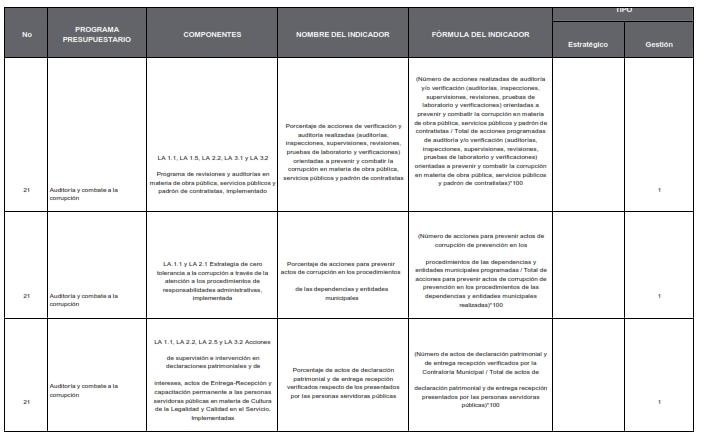 TIPO
No
PROGRAMA
PRESUPUESTARIO
COMPONENTES
NOMBRE DEL INDICADOR
FÓRMULA DEL INDICADOR
Estratégico
Gestión
21
Auditoría y combate a la
corrupción
LA 1.1, LA 1.5, LA 2.2, LA 3.1 y LA 3.2
Programa de revisiones y auditorías en
materia de obra pública, servicios públicos y
padrón de contratistas, implementado
Porcentaje de acciones de verificación y
auditoría realizadas (auditorías,
inspecciones, supervisiones, revisiones,
pruebas de laboratorio y verificaciones)
orientadas a prevenir y combatir la
corrupción en materia de obra pública,
servicios públicos y padrón de contratistas
(Número de acciones realizadas de auditoría
y/o verificación (auditorías, inspecciones,
supervisiones, revisiones, pruebas de
laboratorio y verificaciones) orientadas a
prevenir y combatir la corrupción en materia
de obra pública, servicios públicos y padrón de
contratistas / Total de acciones programadas
de auditoría y/o verificación (auditorías,
inspecciones, supervisiones, revisiones,
pruebas de laboratorio y verificaciones)
orientadas a prevenir y combatir la corrupción
en materia de obra pública, servicios públicos
y padrón de contratistas)*100
1
21
Auditoría y combate a la
corrupción
LA 1.1 y LA 2.1 Estrategia de cero
tolerancia a la corrupción a través de la
atención a los procedimientos de
responsabilidades administrativas,
implementada
Porcentaje de acciones para prevenir
actos de corrupción en los procedimientos
de las dependencias y entidades
municipales
(Número de acciones para prevenir actos de
corrupción de prevención en los
procedimientos de las dependencias y
entidades municipales programadas / Total de
acciones para prevenir actos de corrupción de
prevención en los procedimientos de las
dependencias y entidades municipales
realizadas)*100
1
21
Auditoría y combate a la
corrupción
LA 1.1, LA 2.2, LA 2.5 y LA 3.2 Acciones
de supervisión e intervención en
declaraciones patrimoniales y de
intereses, actos de Entrega-Recepción y
capacitación permanente a las personas
servidoras públicas en materia de Cultura
de la Legalidad y Calidad en el Servicio.
Implementadas
Porcentaje de actos de declaración
patrimonial y de entrega recepción
verificados respecto de los presentados
por las personas servidoras públicas
(Número de actos de declaración patrimonial y
de entrega recepción verificados por la
Contraloría Municipal / Total de actos de
declaración patrimonial y de entrega recepción
presentados por las personas servidoras
públicas)*100
1